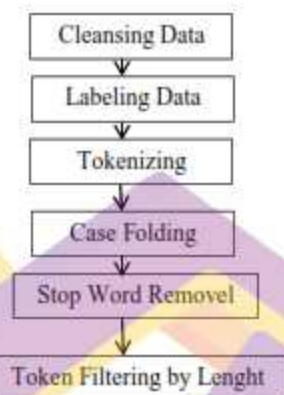 Cleansing Data
Labeling Data
Tokenizing
Case Folding
Stop Word Removel
Token Filtering by Lenght